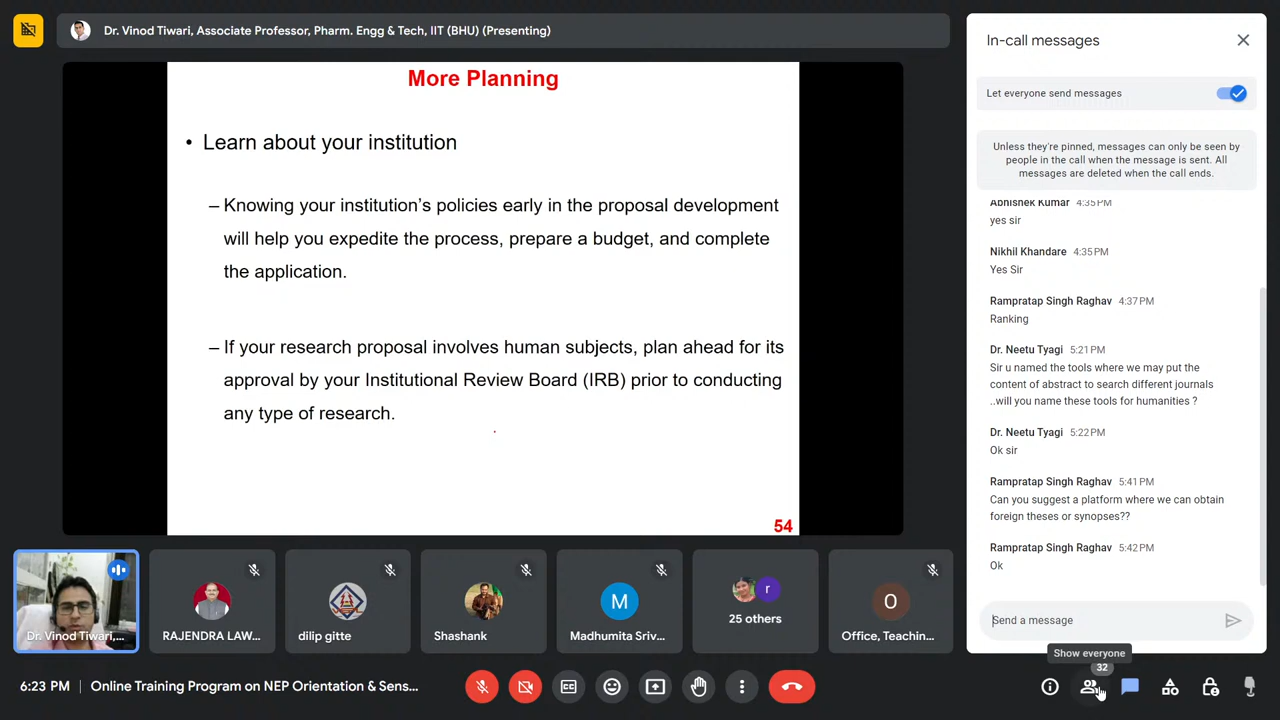 Dr. Vinod Tiwari, Associate Professor, Pharm. Engg & Tech, IIT (BHU) (Presenting)
More Planning
• Learn about your institution
– Knowing your institution's policies early in the proposal development
will help you expedite the process, prepare a budget, and complete
the application.
– If your research proposal involves human subjects, plan ahead for its
approval by your Institutional Review Board (IRB) prior to conducting
any type of research.
54
Dr. Vinod Tiwari,...
RAJENDRA LAW...
dilip gitte
Shashank
M
Madhumita Sriv...
r
25 others
O
Office, Teachin...
6:23 PM | Online Training Program on NEP Orientation & Sens...
In-call messages
Let everyone send messages
Unless they're pinned, messages can only be seen by
people in the call when the message is sent. All
messages are deleted when the call ends.
Abhishek Kumar 4:35 PM
yes sir
Nikhil Khandare 4:35 PM
Yes Sir
Rampratap Singh Raghav 4:37 PM
Ranking
Dr. Neetu Tyagi 5:21 PM
Sir u named the tools where we may put the
content of abstract to search different journals
..will you name these tools for humanities ?
Dr. Neetu Tyagi 5:22 PM
Ok sir
Rampratap Singh Raghav 5:41 PM
Can you suggest a platform where we can obtain
foreign theses or synopses??
Rampratap Singh Raghav 5:42 PM
Ok
Send a message
Show everyone
32